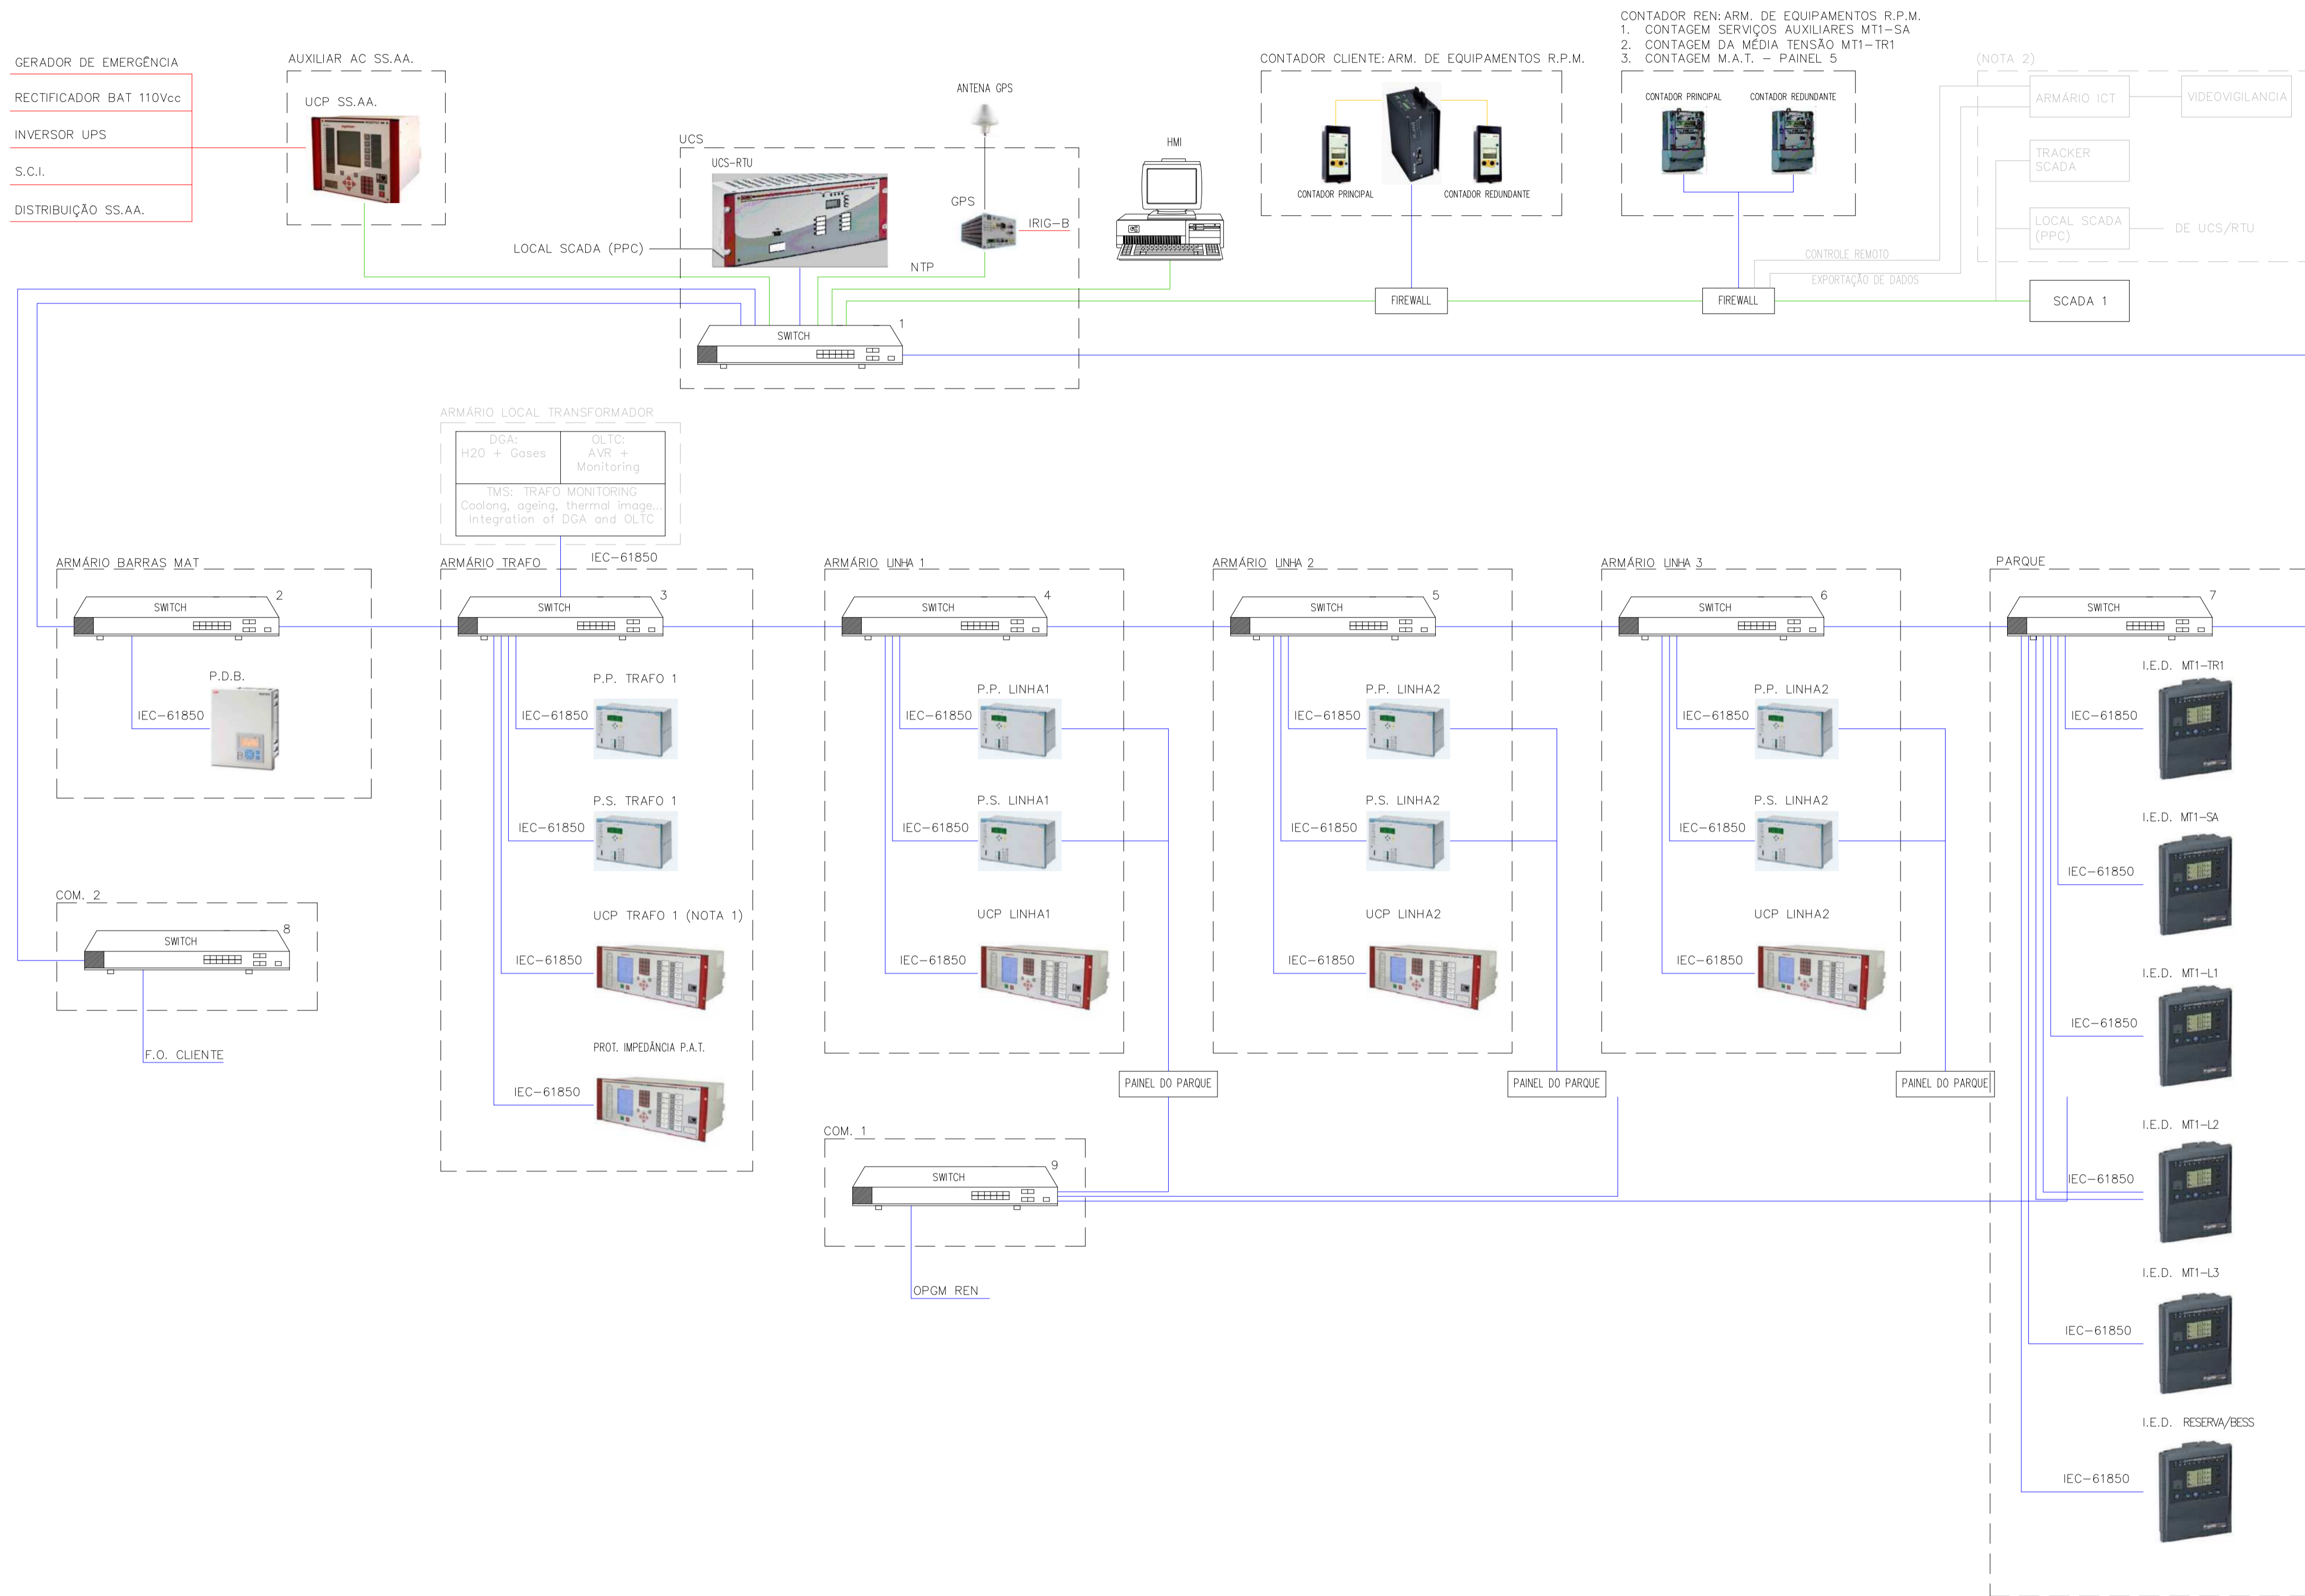 GERADOR DE EMERGÊNCIA
RECTIFICADOR BAT 110Vcc
INVERSOR UPS
S.C.I.
DISTRIBUIÇÃO SS.AA.
AUXILIAR AC SS.AA.
UCP SS.AA.
UCS
UCS-RTU
LOCAL SCADA (PPC)
ANTENA GPS
GPS
IRIG-B
NTP
SWITCH
1
HMI
CONTADOR CLIENTE: ARM. DE EQUIPAMENTOS R.P.M.
CONTADOR PRINCIPAL
CONTADOR REDUNDANTE
FIREWALL
CONTADOR REN: ARM. DE EQUIPAMENTOS R.P.M.
1. CONTAGEM SERVIÇOS AUXILIARES MT1-SA
2. CONTAGEM DA MÉDIA TENSÃO MT1-TR1
3. CONTAGEM M.A.T. - PAINEL 5
CONTADOR PRINCIPAL
CONTADOR REDUNDANTE
FIREWALL
CONTROLE REMOTO
EXPORTAÇÃO DE DADOS
(NOTA 2)
ARMÁRIO ICT
VIDEOVIGILANCIA
TRACKER
SCADA
LOCAL SCADA
(PPC)
DE UCS/RTU
SCADA 1
ARMÁRIO LOCAL TRANSFORMADOR
DGA:
H20 + Gases
OLTC:
AVR +
Monitoring
TMS: TRAFO MONITORING
Coolong, ageing, thermal image...
Integration of DGA and OLTC
IEC-61850
ARMÁRIO BARRAS MAT
SWITCH
2
P.D.B.
IEC-61850
COM. 2
SWITCH
8
F.O. CLIENTE
ARMÁRIO TRAFO
SWITCH
3
P.P. TRAFO 1
IEC-61850
P.S. TRAFO 1
IEC-61850
UCP TRAFO 1 (NOTA 1)
IEC-61850
PROT. IMPEDÂNCIA P.A.T.
IEC-61850
ARMÁRIO LINHA 1
SWITCH
4
P.P. LINHA1
IEC-61850
P.S. LINHA1
IEC-61850
UCP LINHA1
IEC-61850
PAINEL DO PARQUE
COM. 1
SWITCH
9
OPGM REN
ARMÁRIO LINHA 2
SWITCH
5
P.P. LINHA2
IEC-61850
P.S. LINHA2
IEC-61850
UCP LINHA2
IEC-61850
PAINEL DO PARQUE
ARMÁRIO LINHA 3
SWITCH
6
P.P. LINHA2
IEC-61850
P.S. LINHA2
IEC-61850
UCP LINHA2
IEC-61850
PAINEL DO PARQUE
PARQUE
SWITCH
7
I.E.D. MT1-TR1
IEC-61850
I.E.D. MT1-SA
IEC-61850
I.E.D. MT1-L1
IEC-61850
I.E.D. MT1-L2
IEC-61850
I.E.D. MT1-L3
IEC-61850
I.E.D. RESERVA/BESS
IEC-61850